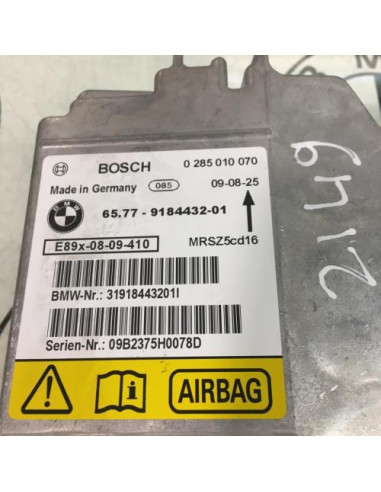 BOSCH 0 285 010 070
Made in Germany 085 09-08-25
BMW 65.77 - 9184432-01
E89x-08-09-410 MRSZ5cd16
BMW-Nr.: 31918443201I
Serien-Nr.: 09B2375H0078D
AIRBAG
2149